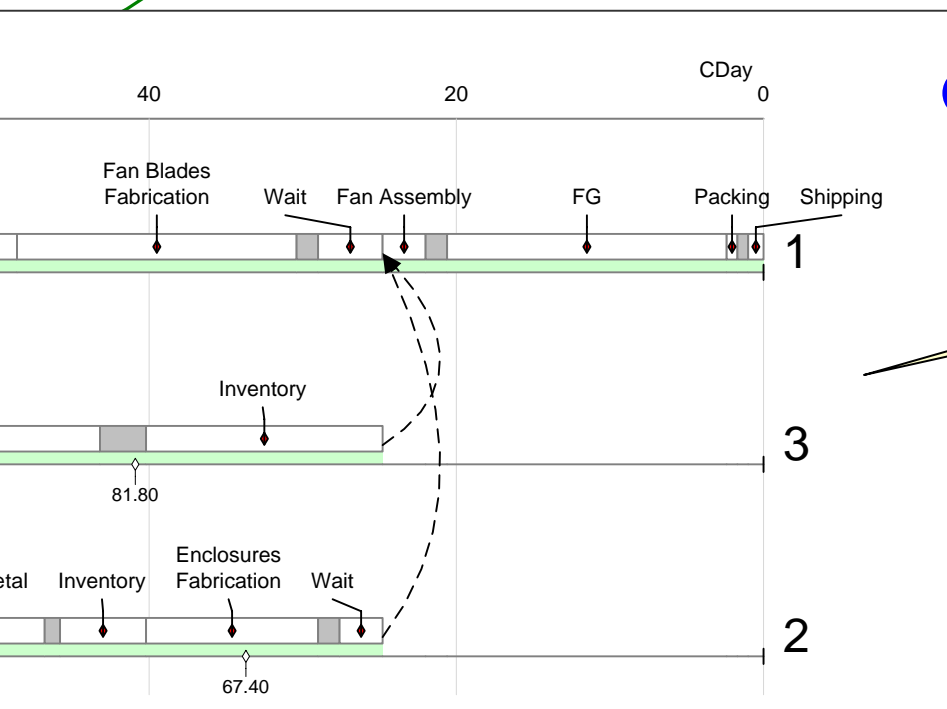 CDay
40 20 0
Fan Blades
Fabrication Wait Fan Assembly FG Packing Shipping
1
Inventory
3
81.80
Enclosures
etal Inventory Fabrication Wait
2
67.40